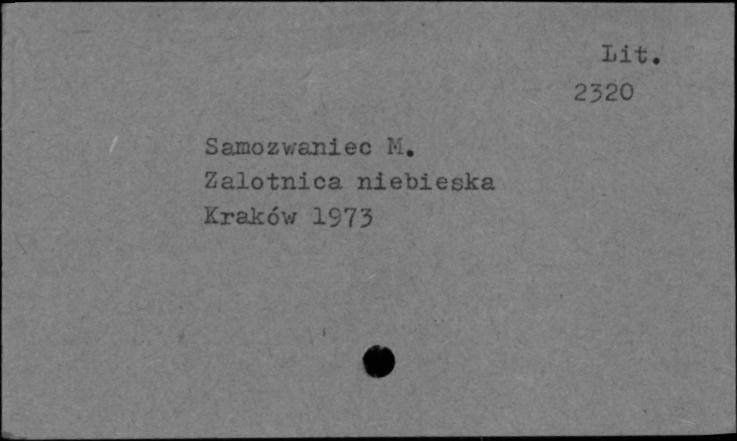 Lit.
2320
Samozwaniec M.
Zalotnica niebieska
Kraków 1973